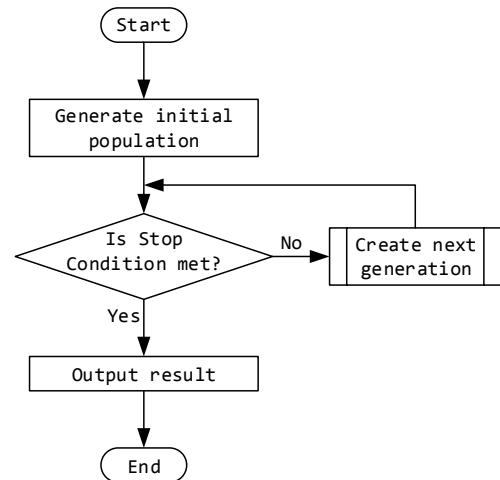 Start
Generate initial
population
Is Stop
Condition met?
No
Create next
generation
Yes
Output result
End